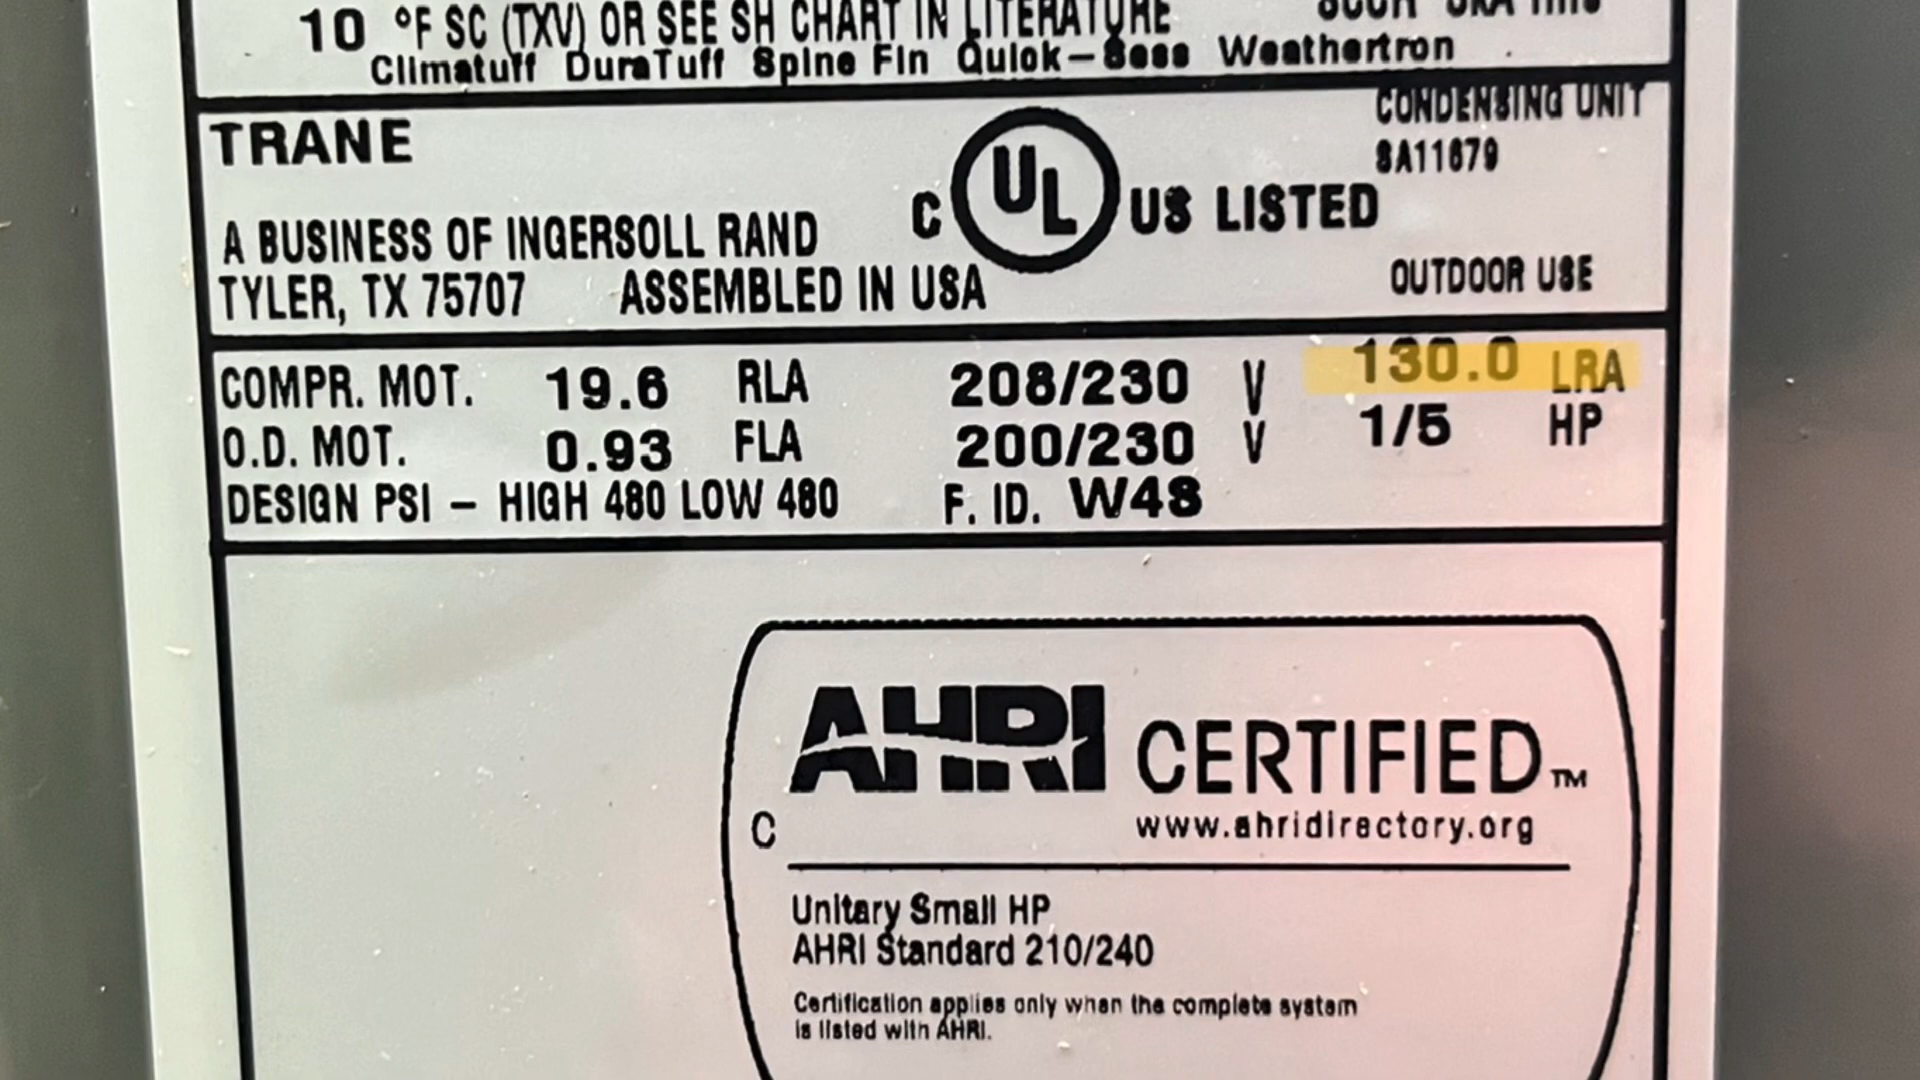 10 °F SC (TXV) OR SEE SH CHART IN LITERATURE
Climatuff DuraTuff Spine Fin Quick-Sess Weathertron
TRANE
A BUSINESS OF INGERSOLL RAND
TYLER, TX 75707 ASSEMBLED IN USA
C UL US LISTED
CONDENSING UNIT
SA11679
OUTDOOR USE
COMPR. MOT. 19.6 RLA 208/230 V 130.0 LRA
O.D. MOT. 0.93 FLA 200/230 V 1/5 HP
DESIGN PSI – HIGH 480 LOW 480 F. ID. W48
AHRI CERTIFIED™
www.ahridirectory.org
C
Unitary Small HP
AHRI Standard 210/240
Certification applies only when the complete system
is listed with AHRI.